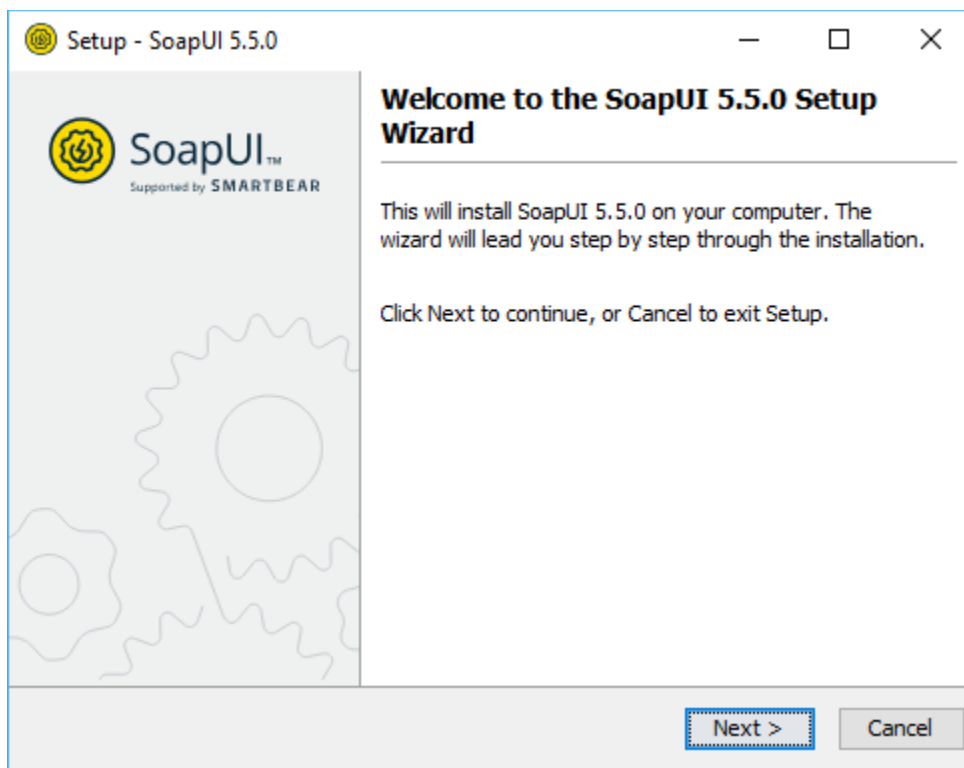 Setup - SoapUI 5.5.0
SoapUI™
Supported by SMARTBEAR
Welcome to the SoapUI 5.5.0 Setup
Wizard
This will install SoapUI 5.5.0 on your computer. The
wizard will lead you step by step through the installation.
Click Next to continue, or Cancel to exit Setup.
Next >
Cancel